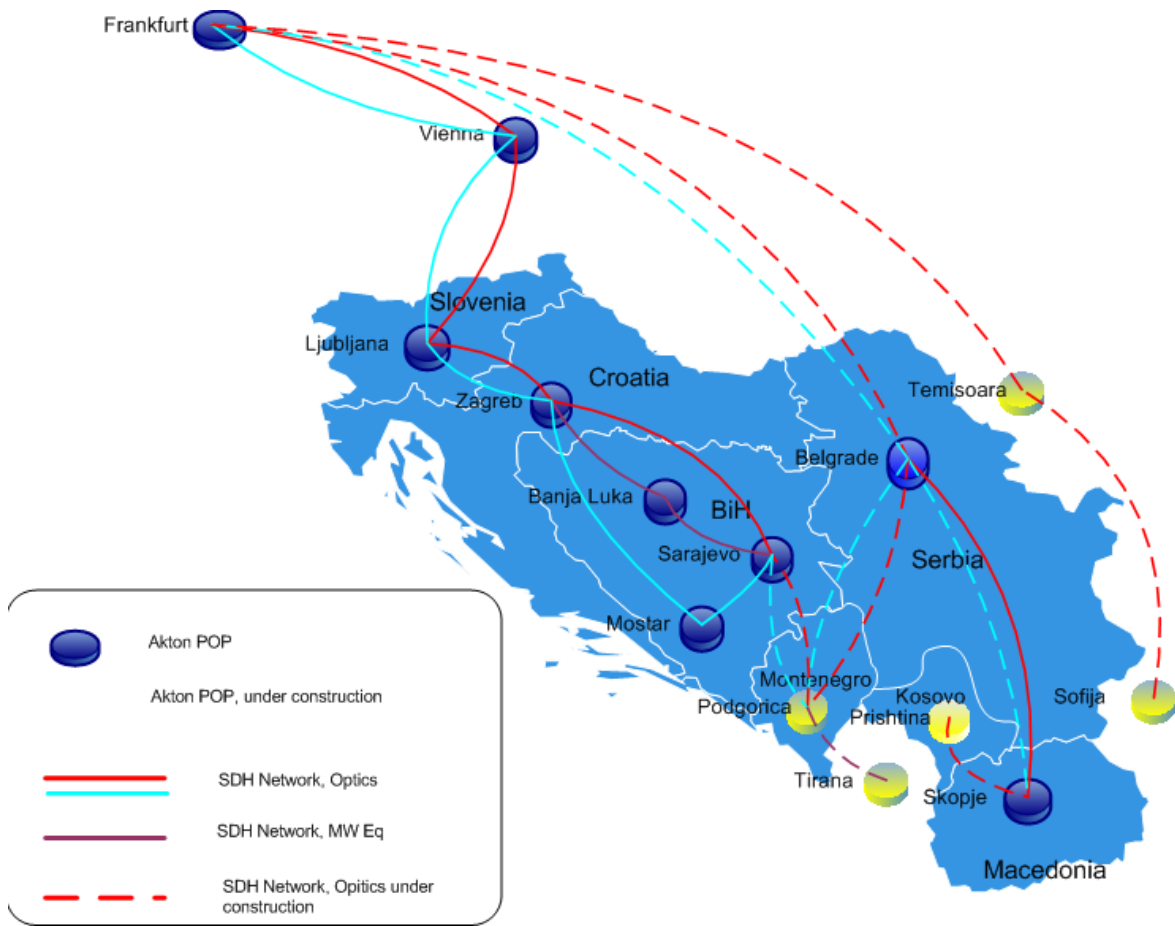 Frankfurt
Vienna
Slovenia
Ljubljana
Croatia
Zagreb
Temisoara
Belgrade
Banja Luka
BiH
Sarajevo
Serbia
Mostar
Montenegro
Podgorica
Kosovo
Prishtina
Sofija
Tirana
Skopje
Macedonia
Akton POP
Akton POP, under construction
SDH Network, Optics
SDH Network, MW Eq
SDH Network, Opitics under
construction